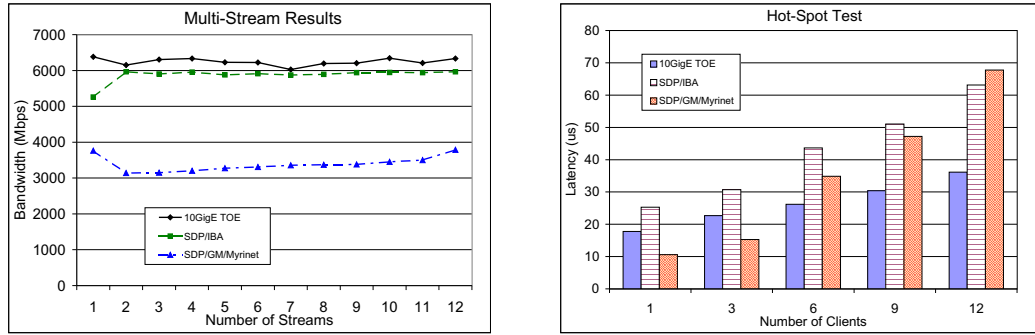 Multi-Stream Results
7000
6000
5000
4000
3000
2000
1000
0
Bandwidth (Mbps)
10GigE TOE
SDP/IBA
SDP/GM/Myrinet
1 2 3 4 5 6 7 8 9 10 11 12
Number of Streams
Hot-Spot Test
80
70
60
50
40
30
20
10
0
Latency (us)
10GigE TOE
SDP/IBA
SDP/GM/Myrinet
1 3 6 9 12
Number of Clients